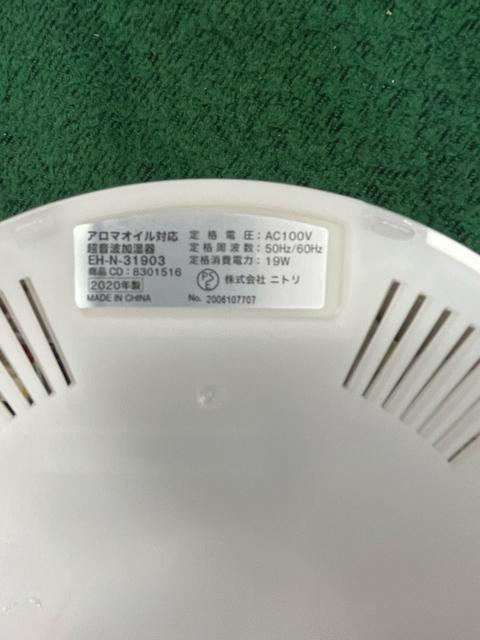 アロマオイル対応
超音波加湿器
EH-N-31903
商品CD:8301516
2020年製
MADE IN CHINA
定格電圧:AC100V
定格周波数:50Hz/60Hz
定格消費電力:19W
PSE 株式会社 ニトリ
No. 2006107707